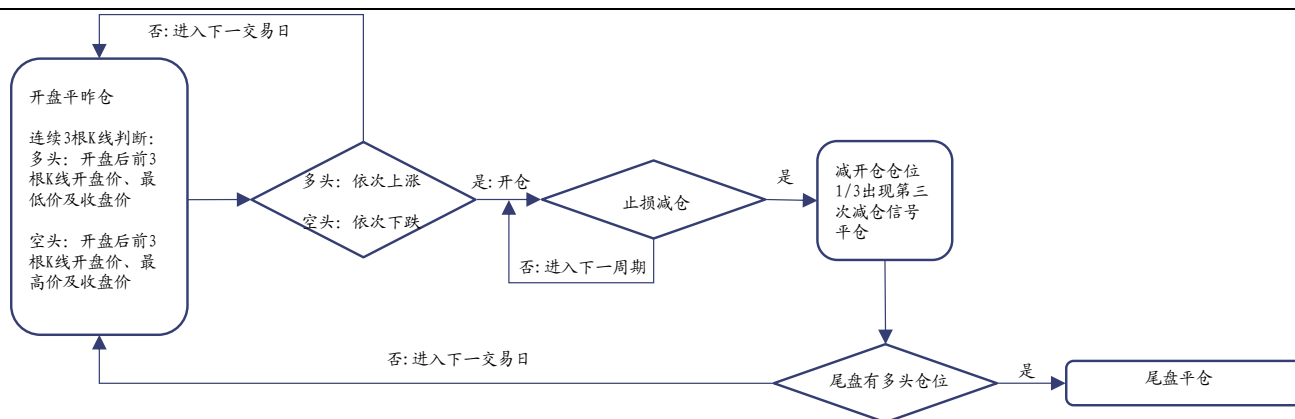 否:进入下一交易日
开盘平昨仓
连续3根K线判断:
多头：开盘后前3
根K线开盘价、最
低价及收盘价
空头：开盘后前3
根K线开盘价、最
高价及收盘价
多头：依次上涨
空头：依次下跌
是:开仓
止损减仓
否:进入下一周期
是
减开仓仓位
1/3出现第三
次减仓信号
平仓
否:进入下一交易日
尾盘有多头仓位
是
尾盘平仓